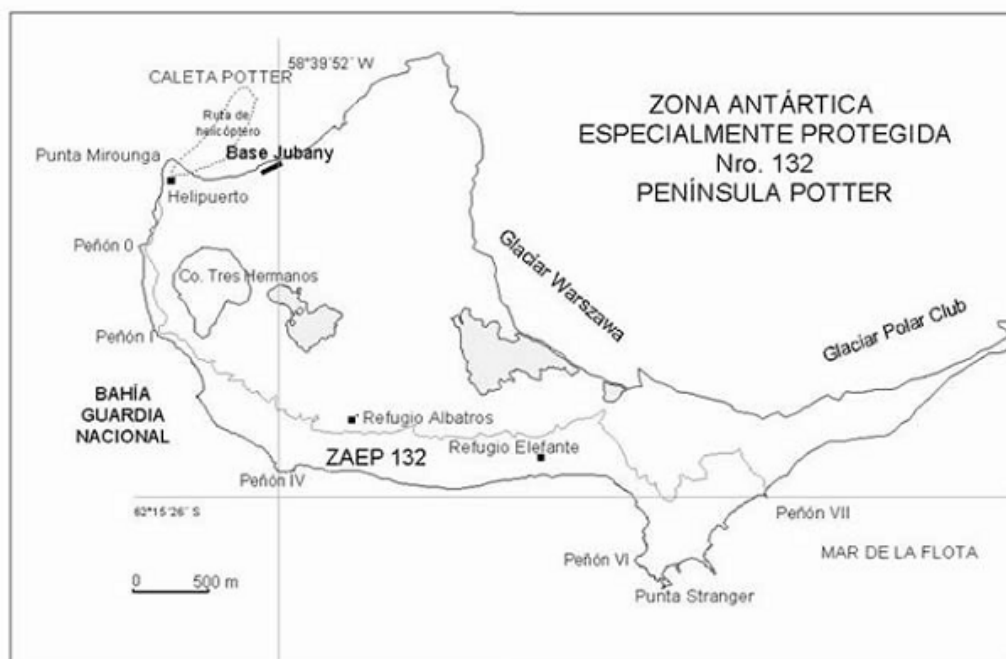 58°39´52¨ W
CALETA POTTER
Ruta de
helicóptero
Punta Mirounga
Base Jubany
Helipuerto
ZONA ANTÁRTICA
ESPECIALMENTE PROTEGIDA
Nro. 132
PENÍNSULA POTTER
Peñón 0
Co. Tres Hermanos
Glaciar Warszawa
Glaciar Polar Club
Peñón I
BAHÍA
GUARDIA
NACIONAL
Refugio Albatros
ZAEP 132
Refugio Elefante
Peñón IV
62°15´26¨ S
Peñón VII
Peñón VI
MAR DE LA FLOTA
0 500 m
Punta Stranger